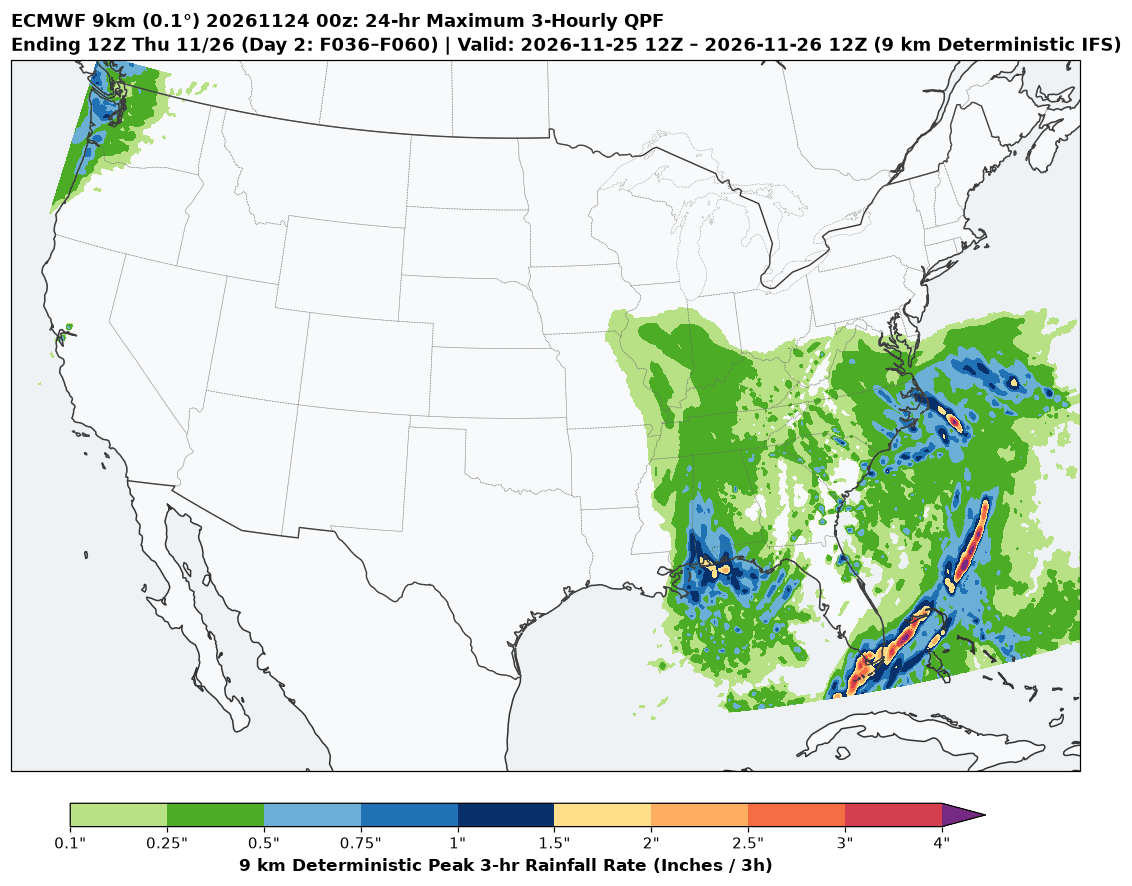 ECMWF 9km (0.1°) 20261124 00z: 24-hr Maximum 3-Hourly QPF
Ending 12Z Thu 11/26 (Day 2: F036–F060) | Valid: 2026-11-25 12Z – 2026-11-26 12Z (9 km Deterministic IFS)
0.1" 0.25" 0.5" 0.75" 1" 1.5" 2" 2.5" 3" 4"
9 km Deterministic Peak 3-hr Rainfall Rate (Inches / 3h)